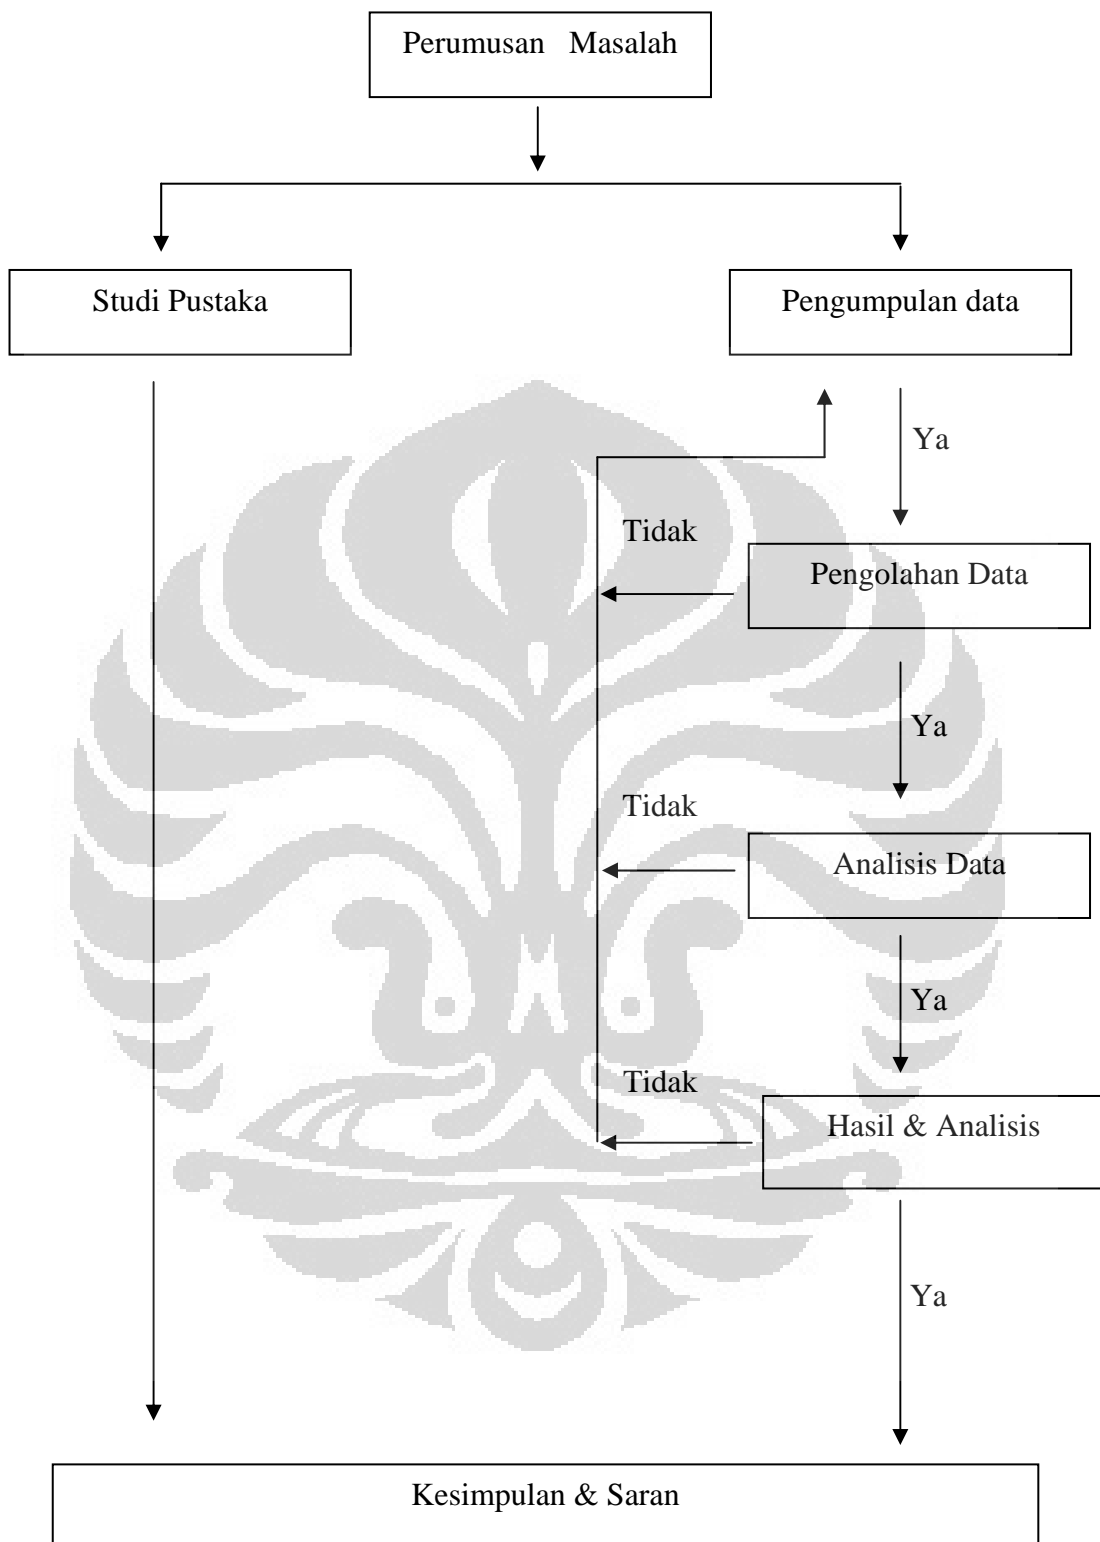 Perumusan Masalah
Studi Pustaka
Pengumpulan data
Ya
Tidak
Pengolahan Data
Ya
Tidak
Analisis Data
Ya
Tidak
Hasil & Analisis
Ya
Kesimpulan & Saran